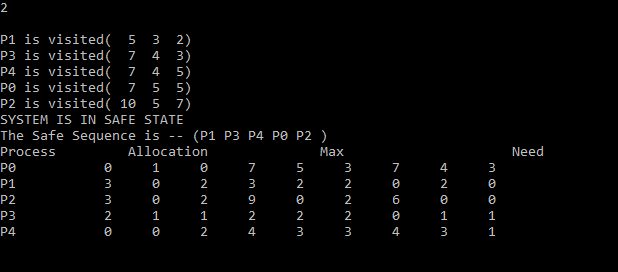 2
P1 is visited( 5 3 2)
P3 is visited( 7 4 3)
P4 is visited( 7 4 5)
P0 is visited( 7 5 5)
P2 is visited( 10 5 7)
SYSTEM IS IN SAFE STATE
The Safe Sequence is -- (P1 P3 P4 P0 P2 )
Process Allocation Max Need
P0 0 1 0 7 5 3 7 4 3
P1 3 0 2 3 2 2 0 2 0
P2 3 0 2 9 0 2 6 0 0
P3 2 1 1 2 2 2 0 1 1
P4 0 0 2 4 3 3 4 3 1